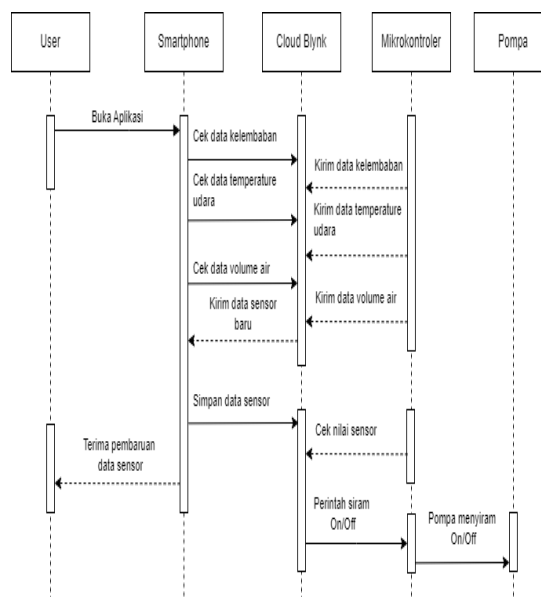 User
Smartphone
Cloud Blynk
Mikrokontroler
Pompa
Buka Aplikasi
Cek data kelembaban
Kirim data kelembaban
Cek data temperature
udara
Kirim data temperature
udara
Cek data volume air
Kirim data volume air
Kirim data sensor
baru
Simpan data sensor
Cek nilai sensor
Terima pembaruan
data sensor
Perintah siram
On/Off
Pompa menyiram
On/Off